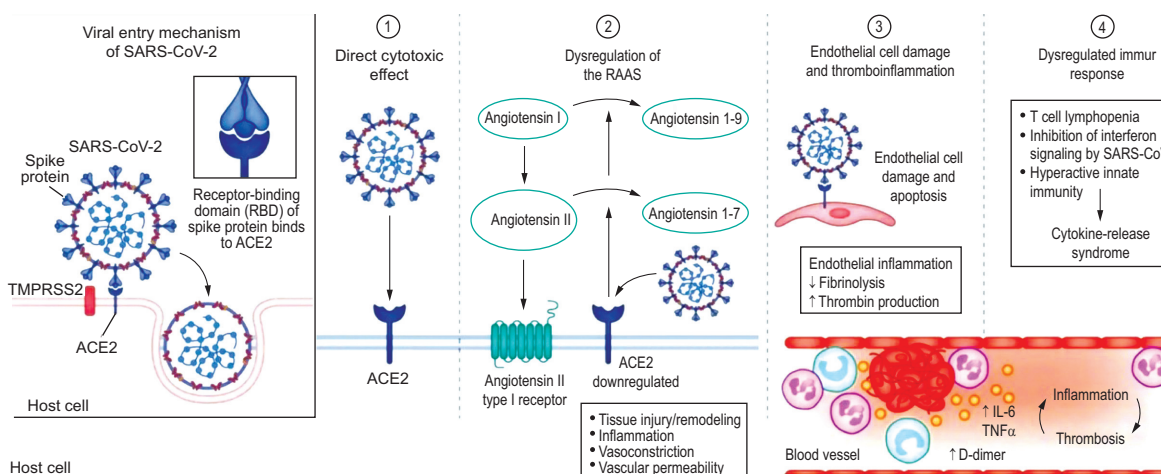 Viral entry mechanism
of SARS-CoV-2
SARS-CoV-2
Spike
protein
Receptor-binding
domain (RBD) of
spike protein binds
to ACE2
TMPRSS2
ACE2
Host cell
Host cell
1
Direct cytotoxic
effect
ACE2
2
Dysregulation of
the RAAS
Angiotensin I
Angiotensin 1-9
Angiotensin II
Angiotensin 1-7
Angiotensin II
type I receptor
ACE2
downregulated
• Tissue injury/remodeling
• Inflammation
• Vasoconstriction
• Vascular permeability
3
Endothelial cell damage
and thromboinflammation
Endothelial cell
damage and
apoptosis
Endothelial inflammation
↓ Fibrinolysis
↑ Thrombin production
4
Dysregulated immur
response
• T cell lymphopenia
• Inhibition of interferon
signaling by SARS-Co
• Hyperactive innate
immunity
Cytokine-release
syndrome
↑ IL-6
TNFα
↑ D-dimer
Blood vessel
Inflammation
Thrombosis